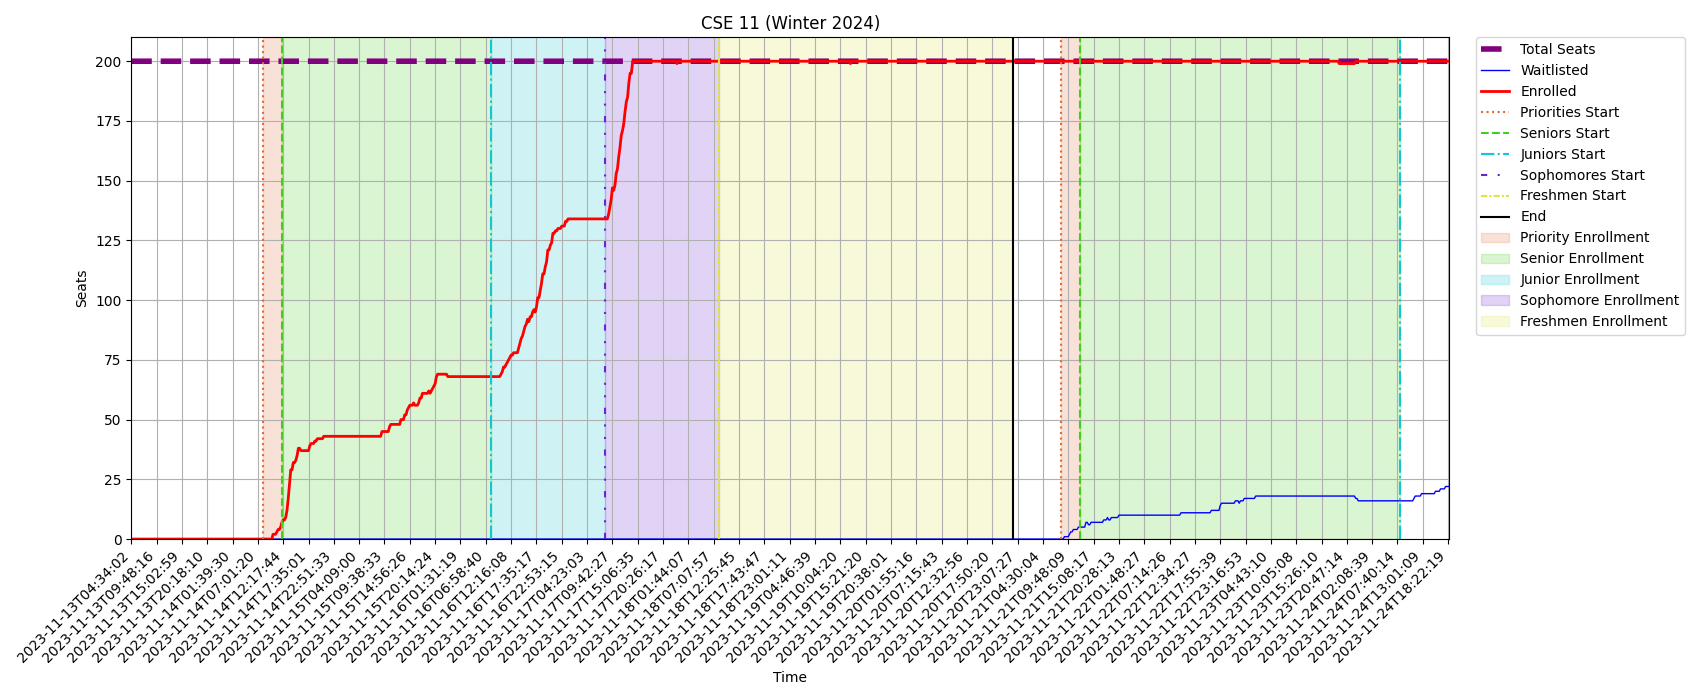 CSE 11 (Winter 2024)
Seats
200
175
150
125
100
75
50
25
0
2023-11-13T04:34:02
2023-11-13T09:48:16
2023-11-13T15:02:59
2023-11-13T20:18:10
2023-11-14T01:39:30
2023-11-14T07:01:20
2023-11-14T12:17:44
2023-11-14T17:35:01
2023-11-14T22:51:33
2023-11-15T04:09:00
2023-11-15T09:38:33
2023-11-15T14:56:26
2023-11-15T20:14:24
2023-11-16T01:31:19
2023-11-16T06:58:40
2023-11-16T12:16:08
2023-11-16T17:35:17
2023-11-16T22:53:15
2023-11-17T04:23:03
2023-11-17T09:42:27
2023-11-17T15:06:35
2023-11-17T20:26:17
2023-11-18T01:44:07
2023-11-18T07:07:57
2023-11-18T12:25:45
2023-11-18T17:43:47
2023-11-18T23:01:11
2023-11-19T04:46:39
2023-11-19T10:04:20
2023-11-19T15:21:20
2023-11-19T20:38:01
2023-11-20T01:55:16
2023-11-20T07:15:43
2023-11-20T12:32:56
2023-11-20T17:50:20
2023-11-20T23:07:27
2023-11-21T04:30:04
2023-11-21T09:48:09
2023-11-21T15:08:17
2023-11-21T20:28:13
2023-11-22T01:48:27
2023-11-22T07:14:26
2023-11-22T12:34:27
2023-11-22T17:55:39
2023-11-22T23:16:53
2023-11-23T04:43:10
2023-11-23T10:05:08
2023-11-23T15:26:10
2023-11-23T20:47:14
2023-11-24T02:08:39
2023-11-24T07:40:14
2023-11-24T13:01:09
2023-11-24T18:22:19
Time
Total Seats
Waitlisted
Enrolled
Priorities Start
Seniors Start
Juniors Start
Sophomores Start
Freshmen Start
End
Priority Enrollment
Senior Enrollment
Junior Enrollment
Sophomore Enrollment
Freshmen Enrollment